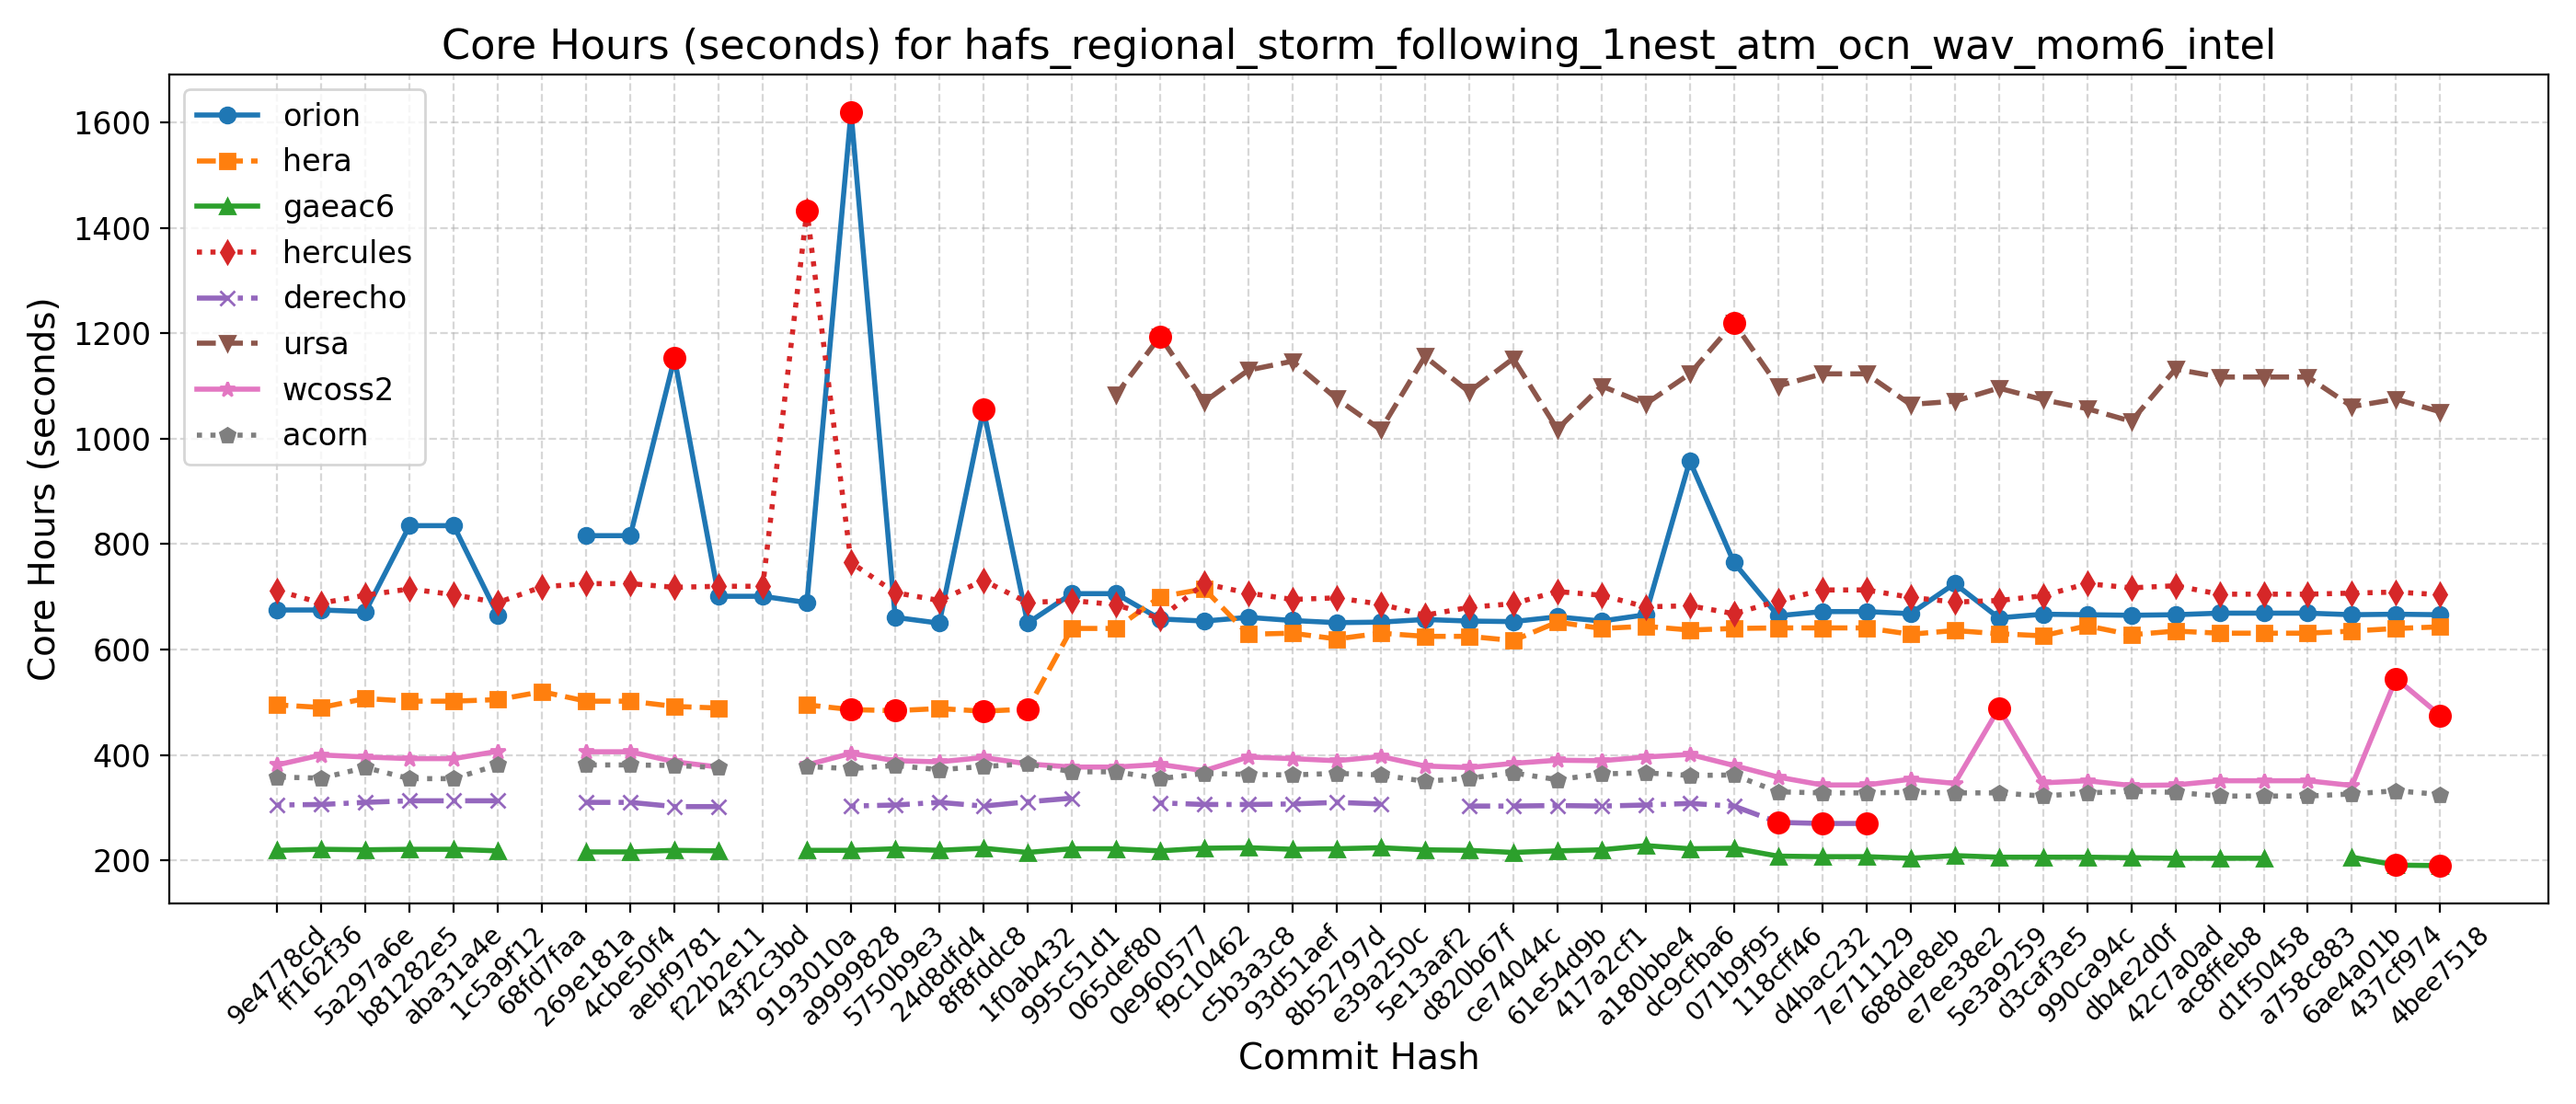 Core Hours (seconds) for hafs_regional_storm_following_1nest_atm_ocn_wav_mom6_intel
Core Hours (seconds)
1600
1400
1200
1000
800
600
400
200
orion
hera
gaeac6
hercules
derecho
ursa
wcoss2
acorn
9e4778cd
ff162f36
5a297a6e
b81282e5
aba31a4e
1c5a9f12
68fd7faa
269e181a
4cbe50f4
aebf9781
f22b2e11
43f2c3bd
9193010a
a9999828
5750b9e3
24d8dfd4
8f8fddc8
1f0ab432
995c51d1
065def80
0e960577
f9c10462
c5b3a3c8
93d51aef
8b52797d
e39a250c
5e13aaf2
d820b67f
ce74044c
61e54d9b
417a2cf1
a180bbe4
dc9cfba6
071b9f95
118cff46
d4bac232
7e711129
688de8eb
e7ee38e2
5e3a9259
d3caf3e5
990ca94c
db4e2d0f
42c7a0ad
ac8ffeb8
d1f50458
a758c883
6ae4a01b
437cf974
4bee7518
Commit Hash